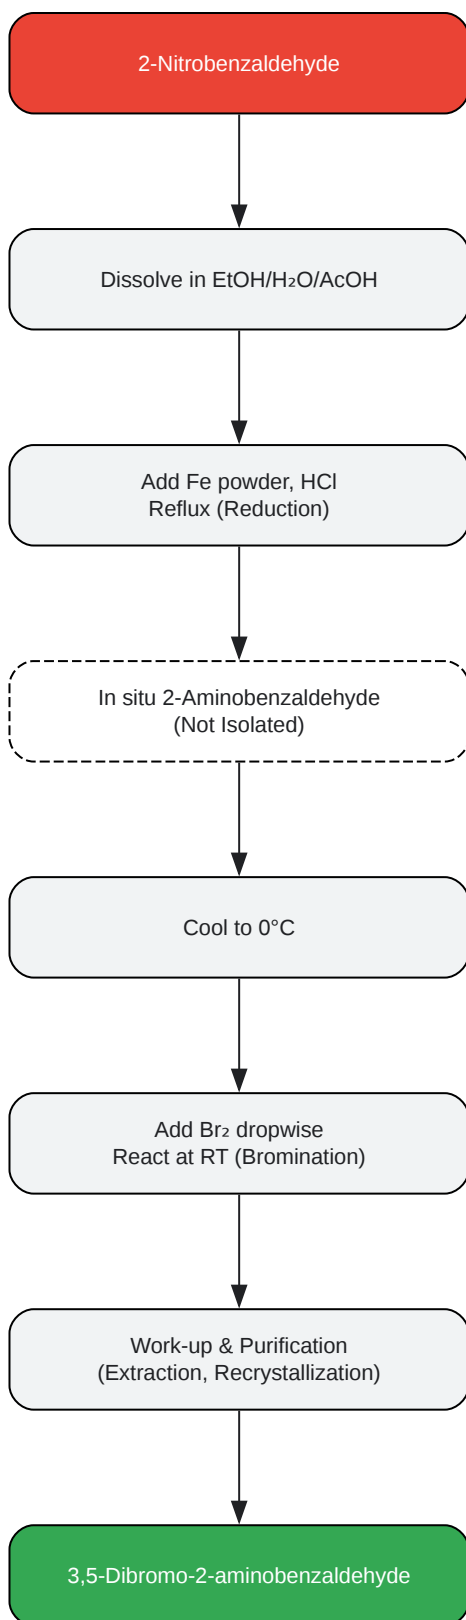 2-Nitrobenzaldehyde
Dissolve in EtOH/H₂O/AcOH
Add Fe powder, HCl
Reflux (Reduction)
In situ 2-Aminobenzaldehyde
(Not Isolated)
Cool to 0°C
Add Br₂ dropwise
React at RT (Bromination)
Work-up & Purification
(Extraction, Recrystallization)
3,5-Dibromo-2-aminobenzaldehyde